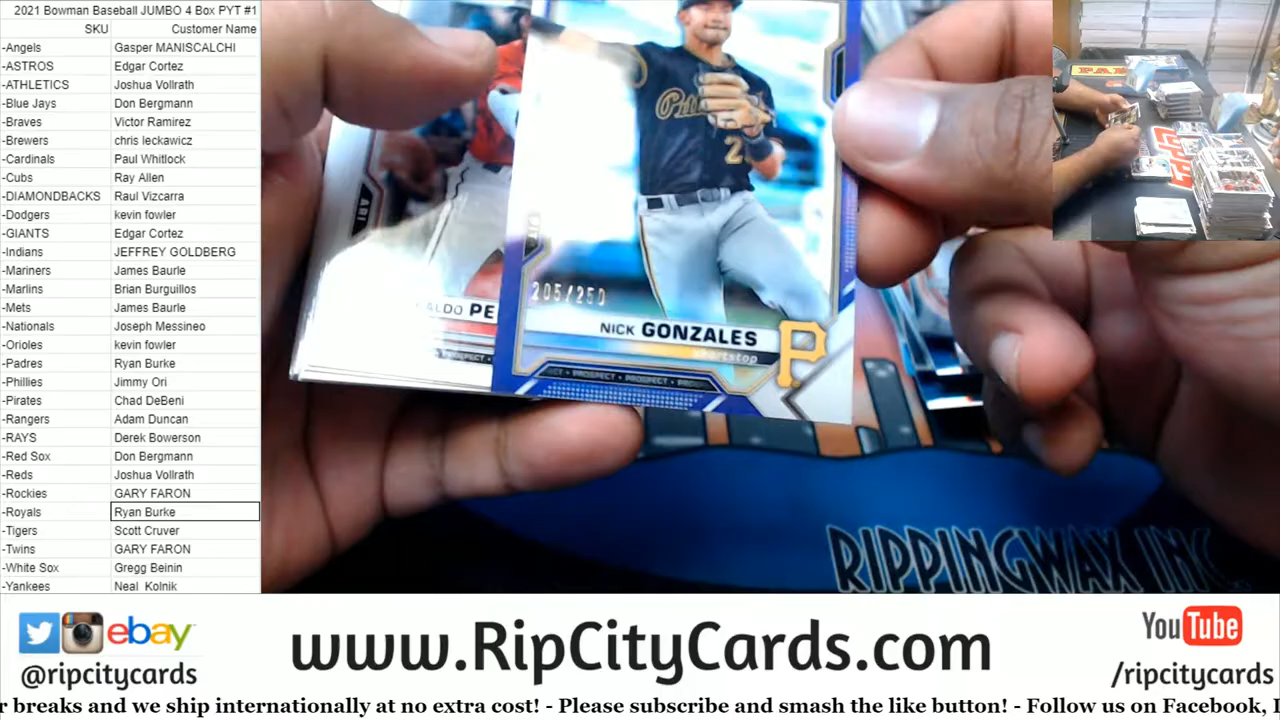 2021 Bowman Baseball JUMBO 4 Box PYT #1
SKU Customer Name
-Angels Gasper MANISCALCHI
-ASTROS Edgar Cortez
-ATHLETICS Joshua Vollrath
-Blue Jays Don Bergmann
-Braves Victor Ramirez
-Brewers chris leckawicz
-Cardinals Paul Whitlock
-Cubs Ray Allen
-DIAMONDBACKS Raul Vizcarra
-Dodgers kevin fowler
-GIANTS Edgar Cortez
-Indians JEFFREY GOLDBERG
-Mariners James Baurle
-Marlins Brian Burguillos
-Mets James Baurle
-Nationals Joseph Messineo
-Orioles kevin fowler
-Padres Ryan Burke
-Phillies Jimmy Ori
-Pirates Chad DeBeni
-Rangers Adam Duncan
-RAYS Derek Bowerson
-Red Sox Don Bergmann
-Reds Joshua Vollrath
-Rockies GARY FARON
-Royals Ryan Burke
-Tigers Scott Cruver
-Twins GARY FARON
-White Sox Gregg Beinin
-Yankees Neal Kolnik
205/250
NICK GONZALES
P
ALDO PE
PROSPECT • PROSPECT
RIPPINGWAX INC.
ebay
@ripcitycards
www.RipCityCards.com
YouTube
/ripcitycards
r breaks and we ship internationally at no extra cost! - Please subscribe and smash the like button! - Follow us on Facebook,